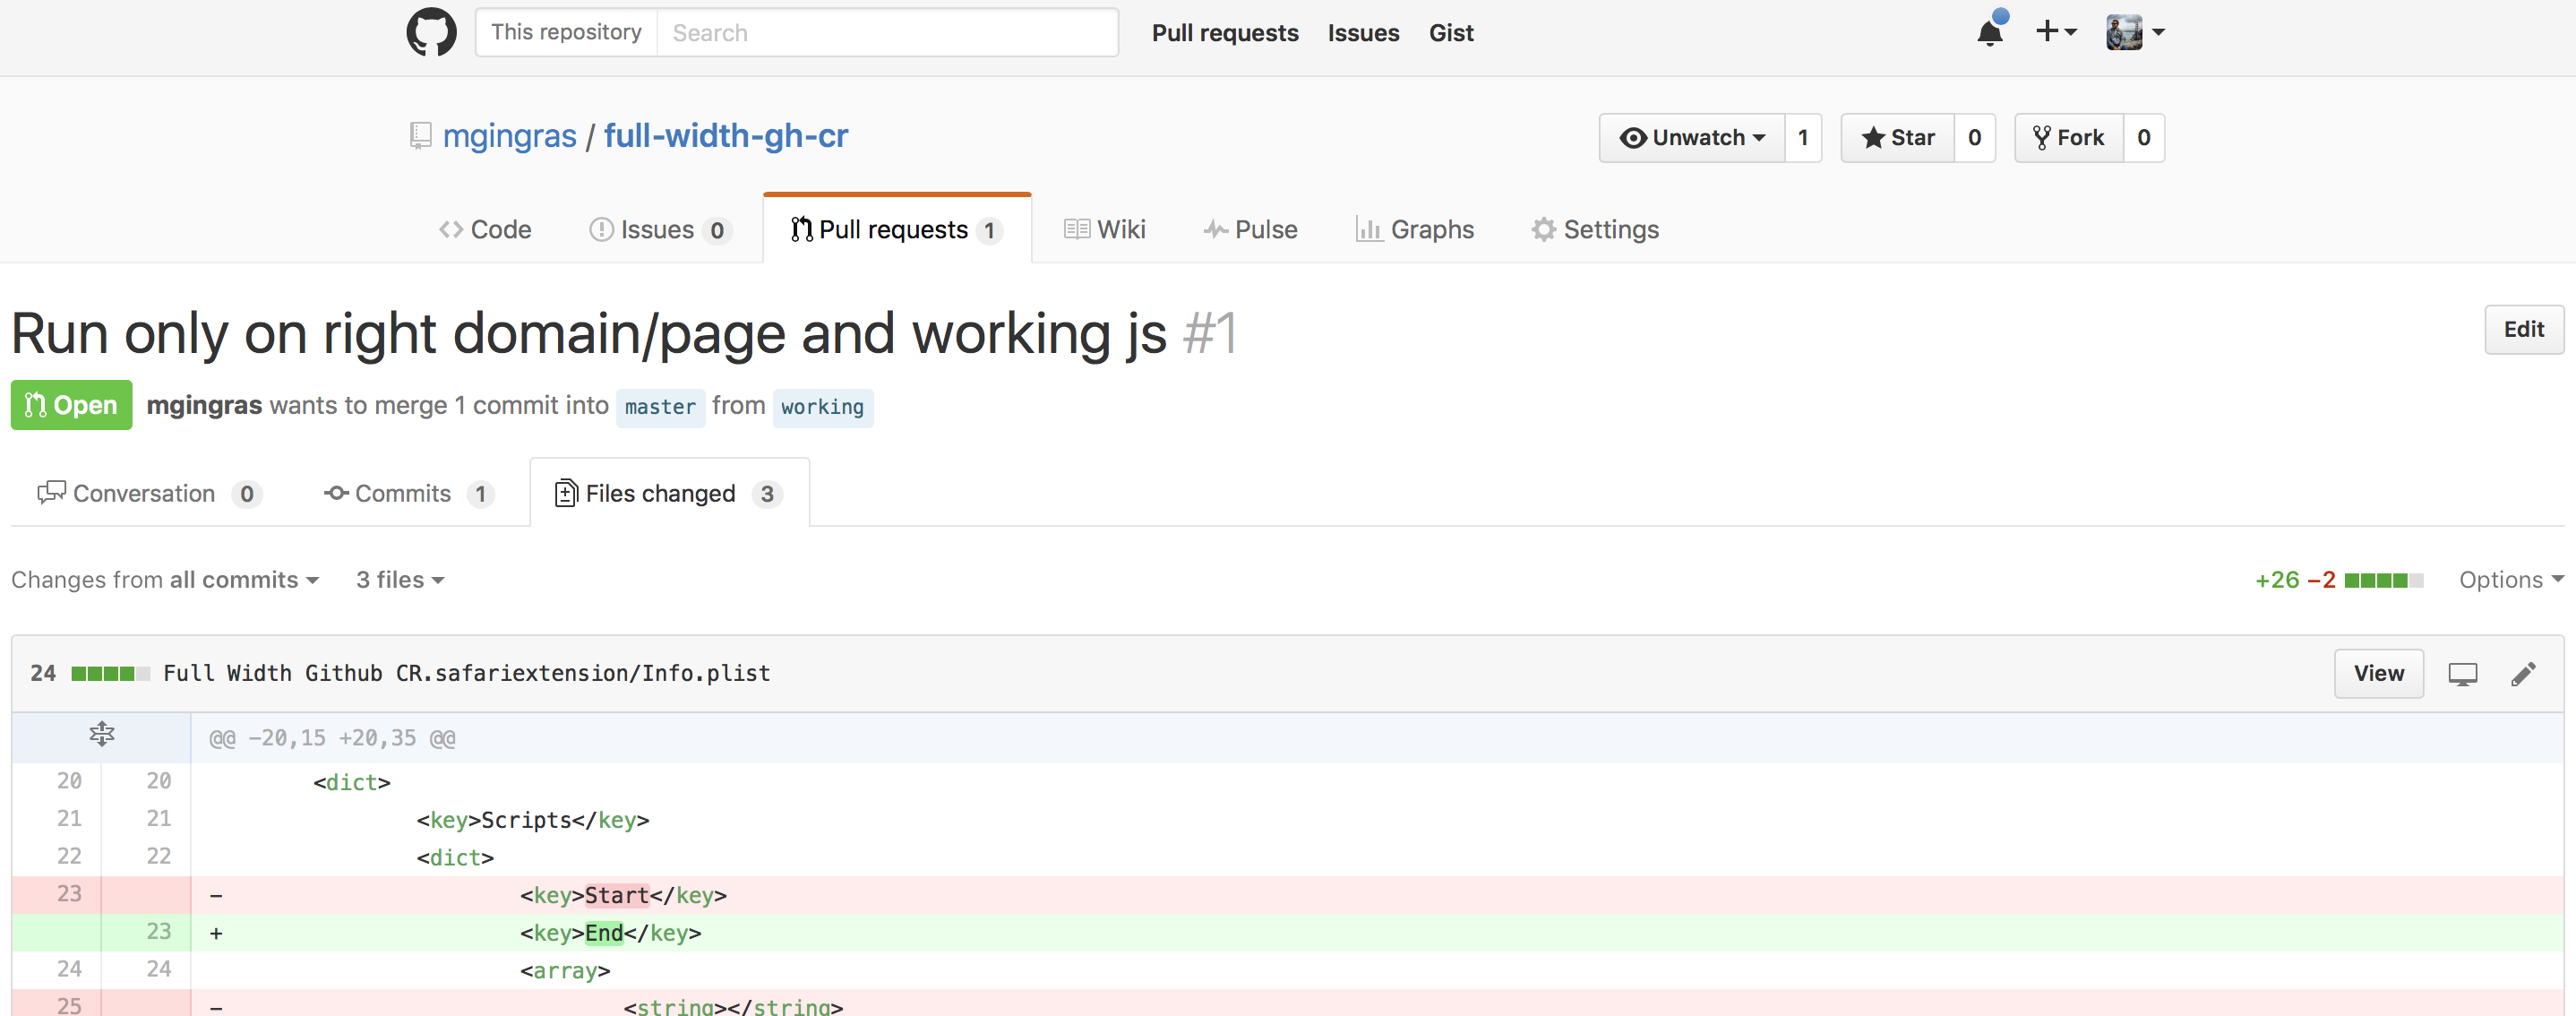 This repository Search Pull requests Issues Gist
mgingras / full-width-gh-cr Unwatch 1 Star 0 Fork 0
Code Issues 0 Pull requests 1 Wiki Pulse Graphs Settings
Run only on right domain/page and working js #1 Edit
Open mgingras wants to merge 1 commit into master from working
Conversation 0 Commits 1 Files changed 3
Changes from all commits 3 files +26 −2 Options
24 Full Width Github CR.safariextension/Info.plist View
@@ -20,15 +20,35 @@
20 20 <dict>
21 21 <key>Scripts</key>
22 22 <dict>
23 - <key>Start</key>
23 + <key>End</key>
24 24 <array>
25 - <string></string>